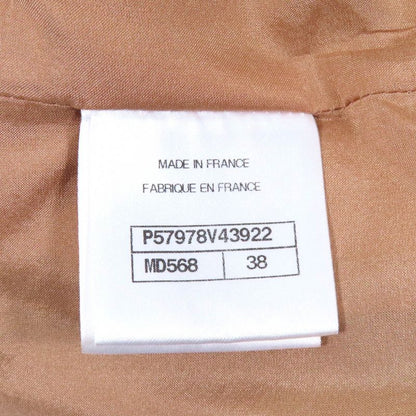 MADE IN FRANCE
FABRIQUE EN FRANCE
P57978V43922
MD568 38